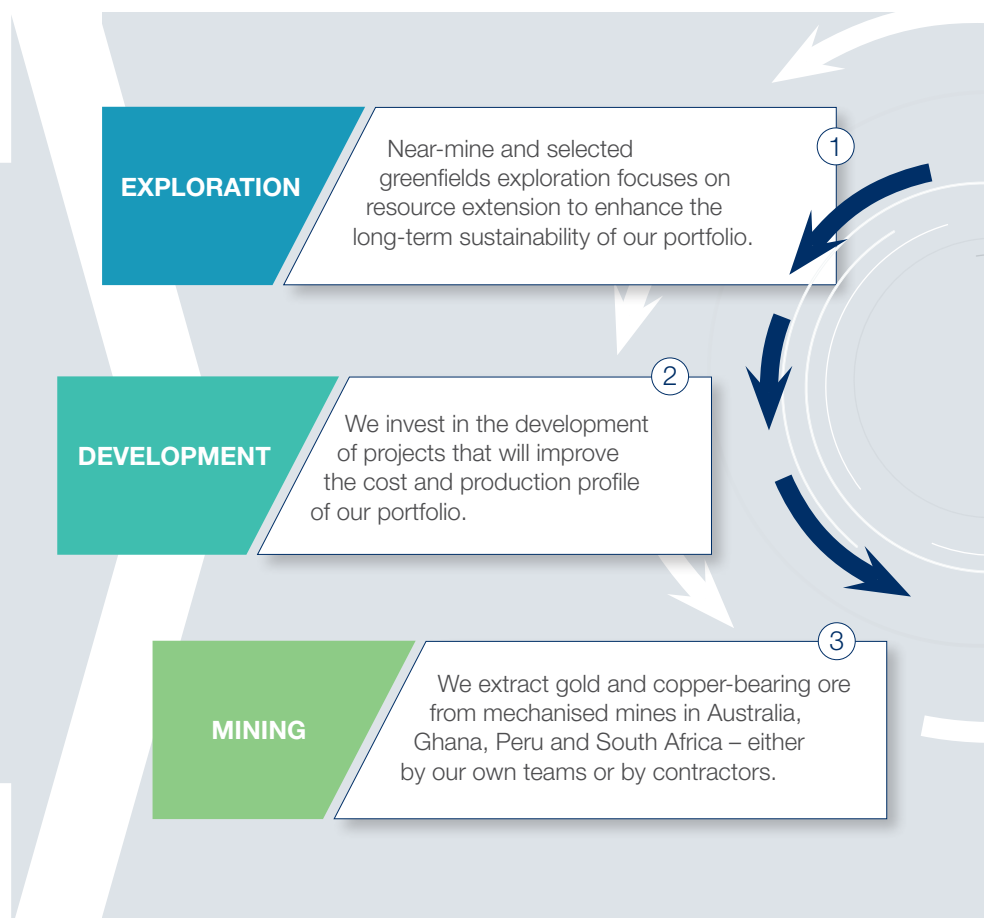 EXPLORATION
1
Near-mine and selected
greenfields exploration focuses on
resource extension to enhance the
long-term sustainability of our portfolio.
DEVELOPMENT
2
We invest in the development
of projects that will improve
the cost and production profile
of our portfolio.
MINING
3
We extract gold and copper-bearing ore
from mechanised mines in Australia,
Ghana, Peru and South Africa – either
by our own teams or by contractors.